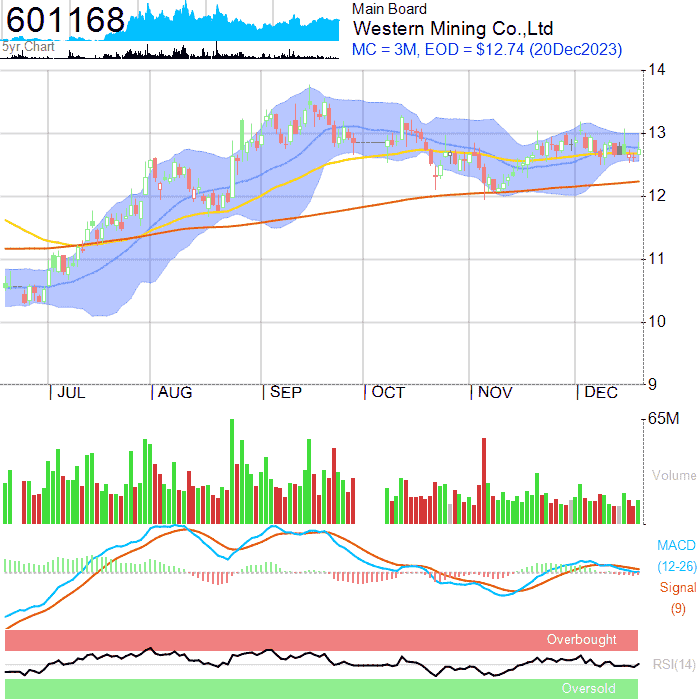 601168
5yr Chart
Main Board
Western Mining Co.,Ltd
MC = 3M, EOD = $12.74 (20Dec2023)
14
13
12
11
10
9
JUL AUG SEP OCT NOV DEC
65M
Volume
MACD
(12-26)
Signal
(9)
Overbought
RSI(14)
Oversold